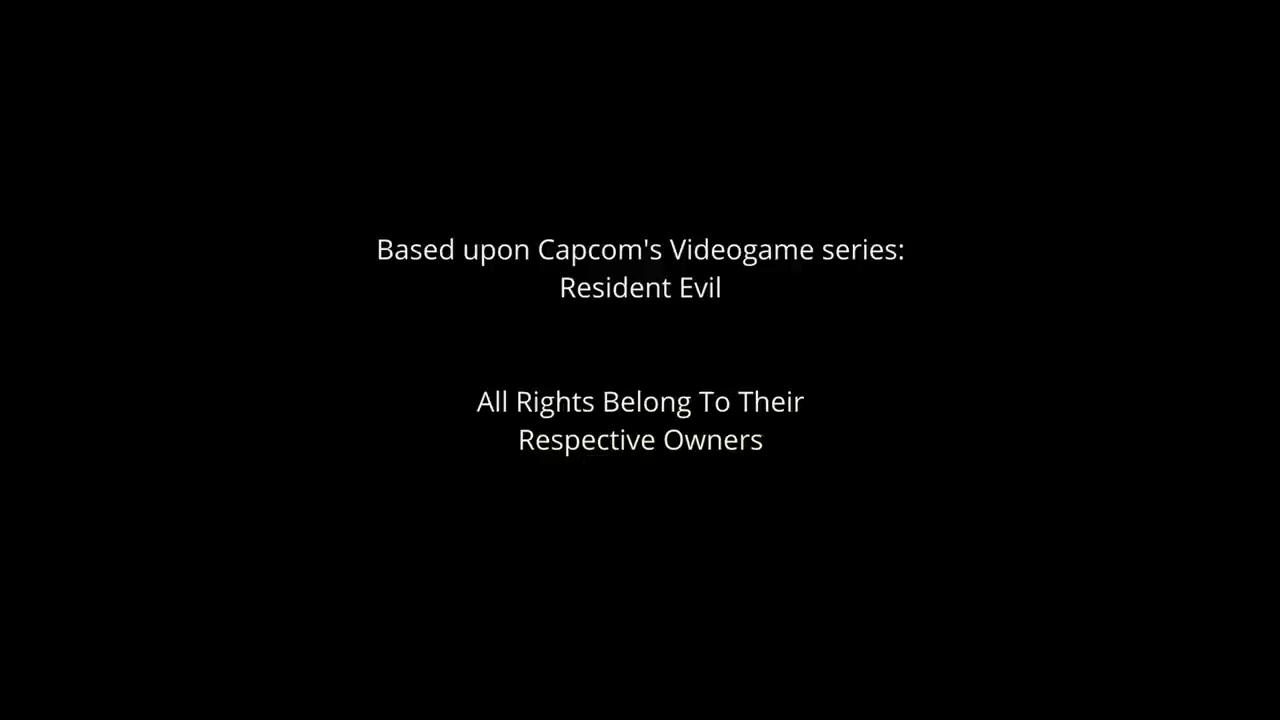 Based upon Capcom's Videogame series:
Resident Evil
All Rights Belong To Their
Respective Owners